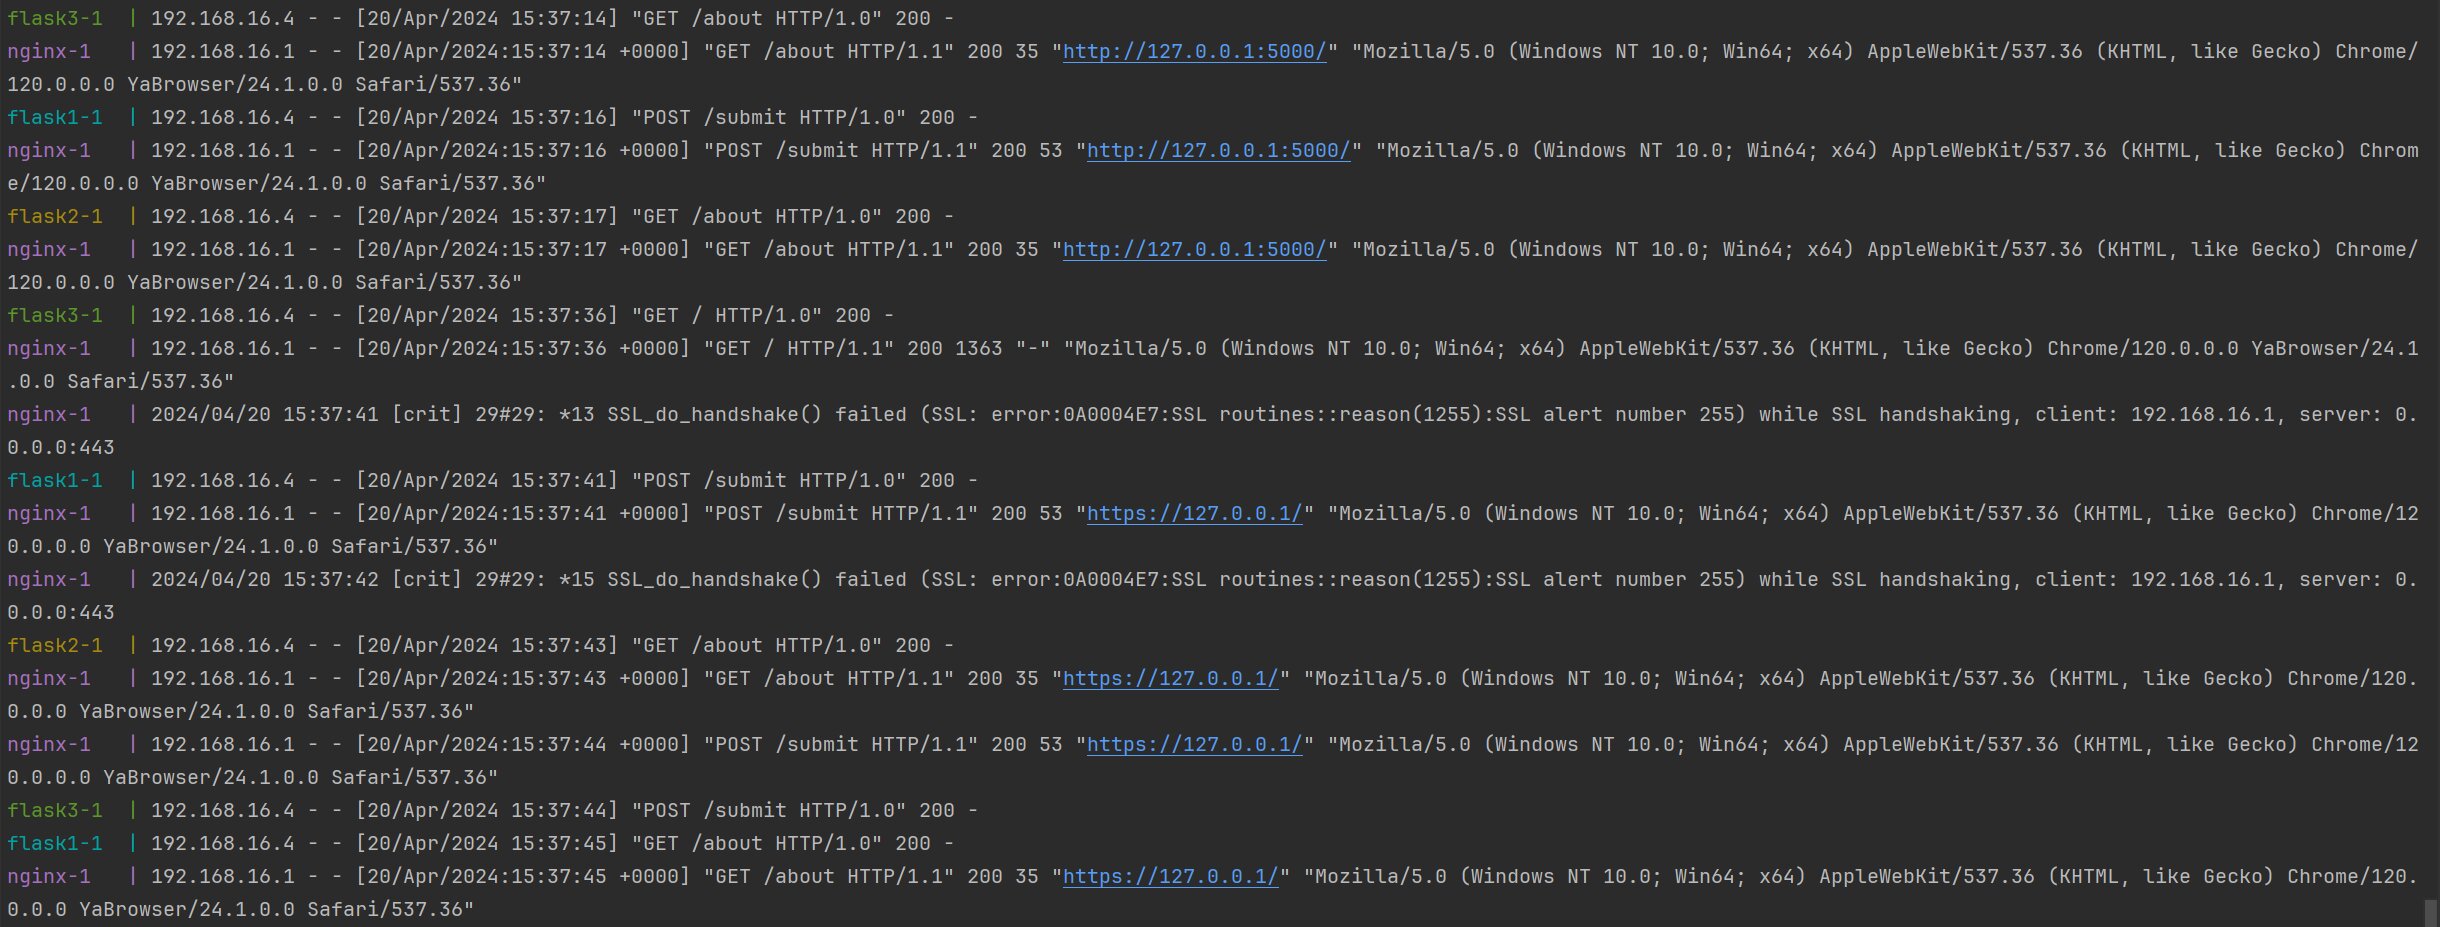 flask3-1  | 192.168.16.4 - - [20/Apr/2024 15:37:14] "GET /about HTTP/1.0" 200 -
nginx-1   | 192.168.16.1 - - [20/Apr/2024:15:37:14 +0000] "GET /about HTTP/1.1" 200 35 "http://127.0.0.1:5000/" "Mozilla/5.0 (Windows NT 10.0; Win64; x64) AppleWebKit/537.36 (KHTML, like Gecko) Chrome/
120.0.0.0 YaBrowser/24.1.0.0 Safari/537.36"
flask1-1  | 192.168.16.4 - - [20/Apr/2024 15:37:16] "POST /submit HTTP/1.0" 200 -
nginx-1   | 192.168.16.1 - - [20/Apr/2024:15:37:16 +0000] "POST /submit HTTP/1.1" 200 53 "http://127.0.0.1:5000/" "Mozilla/5.0 (Windows NT 10.0; Win64; x64) AppleWebKit/537.36 (KHTML, like Gecko) Chrom
e/120.0.0.0 YaBrowser/24.1.0.0 Safari/537.36"
flask2-1  | 192.168.16.4 - - [20/Apr/2024 15:37:17] "GET /about HTTP/1.0" 200 -
nginx-1   | 192.168.16.1 - - [20/Apr/2024:15:37:17 +0000] "GET /about HTTP/1.1" 200 35 "http://127.0.0.1:5000/" "Mozilla/5.0 (Windows NT 10.0; Win64; x64) AppleWebKit/537.36 (KHTML, like Gecko) Chrome/
120.0.0.0 YaBrowser/24.1.0.0 Safari/537.36"
flask3-1  | 192.168.16.4 - - [20/Apr/2024 15:37:36] "GET / HTTP/1.0" 200 -
nginx-1   | 192.168.16.1 - - [20/Apr/2024:15:37:36 +0000] "GET / HTTP/1.1" 200 1363 "-" "Mozilla/5.0 (Windows NT 10.0; Win64; x64) AppleWebKit/537.36 (KHTML, like Gecko) Chrome/120.0.0.0 YaBrowser/24.1
.0.0 Safari/537.36"
nginx-1   | 2024/04/20 15:37:41 [crit] 29#29: *13 SSL_do_handshake() failed (SSL: error:0A0004E7:SSL routines::reason(1255):SSL alert number 255) while SSL handshaking, client: 192.168.16.1, server: 0.
0.0.0:443
flask1-1  | 192.168.16.4 - - [20/Apr/2024 15:37:41] "POST /submit HTTP/1.0" 200 -
nginx-1   | 192.168.16.1 - - [20/Apr/2024:15:37:41 +0000] "POST /submit HTTP/1.1" 200 53 "https://127.0.0.1/" "Mozilla/5.0 (Windows NT 10.0; Win64; x64) AppleWebKit/537.36 (KHTML, like Gecko) Chrome/12
0.0.0.0 YaBrowser/24.1.0.0 Safari/537.36"
nginx-1   | 2024/04/20 15:37:42 [crit] 29#29: *15 SSL_do_handshake() failed (SSL: error:0A0004E7:SSL routines::reason(1255):SSL alert number 255) while SSL handshaking, client: 192.168.16.1, server: 0.
0.0.0:443
flask2-1  | 192.168.16.4 - - [20/Apr/2024 15:37:43] "GET /about HTTP/1.0" 200 -
nginx-1   | 192.168.16.1 - - [20/Apr/2024:15:37:43 +0000] "GET /about HTTP/1.1" 200 35 "https://127.0.0.1/" "Mozilla/5.0 (Windows NT 10.0; Win64; x64) AppleWebKit/537.36 (KHTML, like Gecko) Chrome/120.
0.0.0 YaBrowser/24.1.0.0 Safari/537.36"
nginx-1   | 192.168.16.1 - - [20/Apr/2024:15:37:44 +0000] "POST /submit HTTP/1.1" 200 53 "https://127.0.0.1/" "Mozilla/5.0 (Windows NT 10.0; Win64; x64) AppleWebKit/537.36 (KHTML, like Gecko) Chrome/12
0.0.0.0 YaBrowser/24.1.0.0 Safari/537.36"
flask3-1  | 192.168.16.4 - - [20/Apr/2024 15:37:44] "POST /submit HTTP/1.0" 200 -
flask1-1  | 192.168.16.4 - - [20/Apr/2024 15:37:45] "GET /about HTTP/1.0" 200 -
nginx-1   | 192.168.16.1 - - [20/Apr/2024:15:37:45 +0000] "GET /about HTTP/1.1" 200 35 "https://127.0.0.1/" "Mozilla/5.0 (Windows NT 10.0; Win64; x64) AppleWebKit/537.36 (KHTML, like Gecko) Chrome/120.
0.0.0 YaBrowser/24.1.0.0 Safari/537.36"